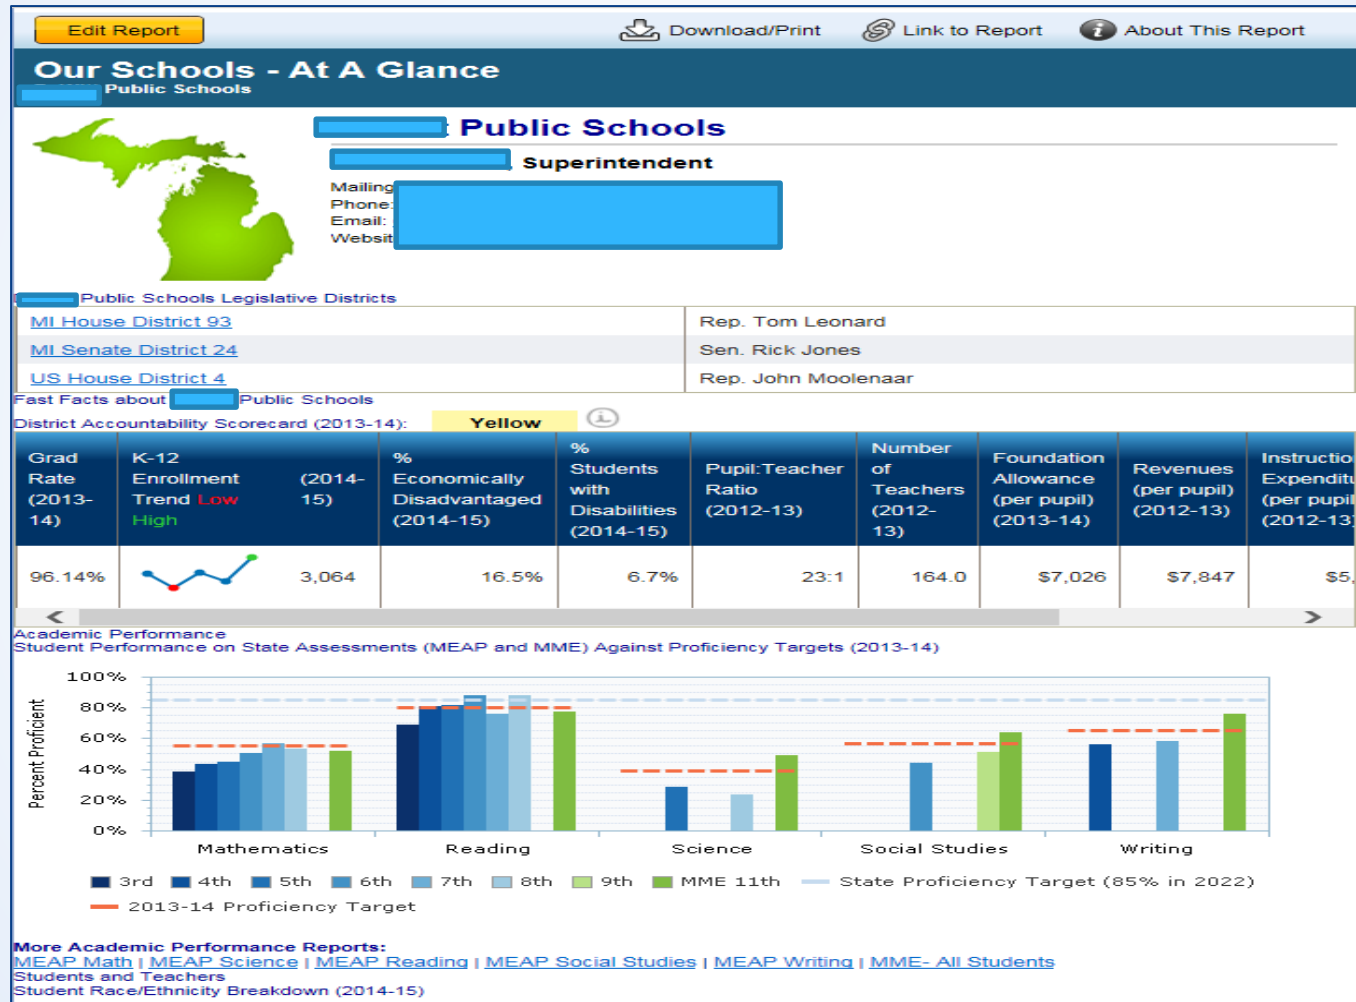 Edit Report
Download/Print
Link to Report
About This Report
Our Schools - At A Glance
Public Schools
Public Schools
Superintendent
Mailing
Phone:
Email:
Websit
Public Schools Legislative Districts
MI House District 93 Rep. Tom Leonard
MI Senate District 24 Sen. Rick Jones
US House District 4 Rep. John Moolenaar
Fast Facts about Public Schools
District Accountability Scorecard (2013-14): Yellow
Grad Rate (2013-14)
K-12 Enrollment Trend Low High
(2014-15)
% Economically Disadvantaged (2014-15)
% Students with Disabilities (2014-15)
Pupil:Teacher Ratio (2012-13)
Number of Teachers (2012-13)
Foundation Allowance (per pupil) (2013-14)
Revenues (per pupil) (2012-13)
Instructio
Expenditu
(per pupil
(2012-13)
96.14% 3,064 16.5% 6.7% 23:1 164.0 $7,026 $7,847 $5,
Academic Performance
Student Performance on State Assessments (MEAP and MME) Against Proficiency Targets (2013-14)
Percent Proficient
100%
80%
60%
40%
20%
0%
Mathematics Reading Science Social Studies Writing
3rd 4th 5th 6th 7th 8th 9th MME 11th State Proficiency Target (85% in 2022)
2013-14 Proficiency Target
More Academic Performance Reports:
MEAP Math | MEAP Science | MEAP Reading | MEAP Social Studies | MEAP Writing | MME- All Students
Students and Teachers
Student Race/Ethnicity Breakdown (2014-15)